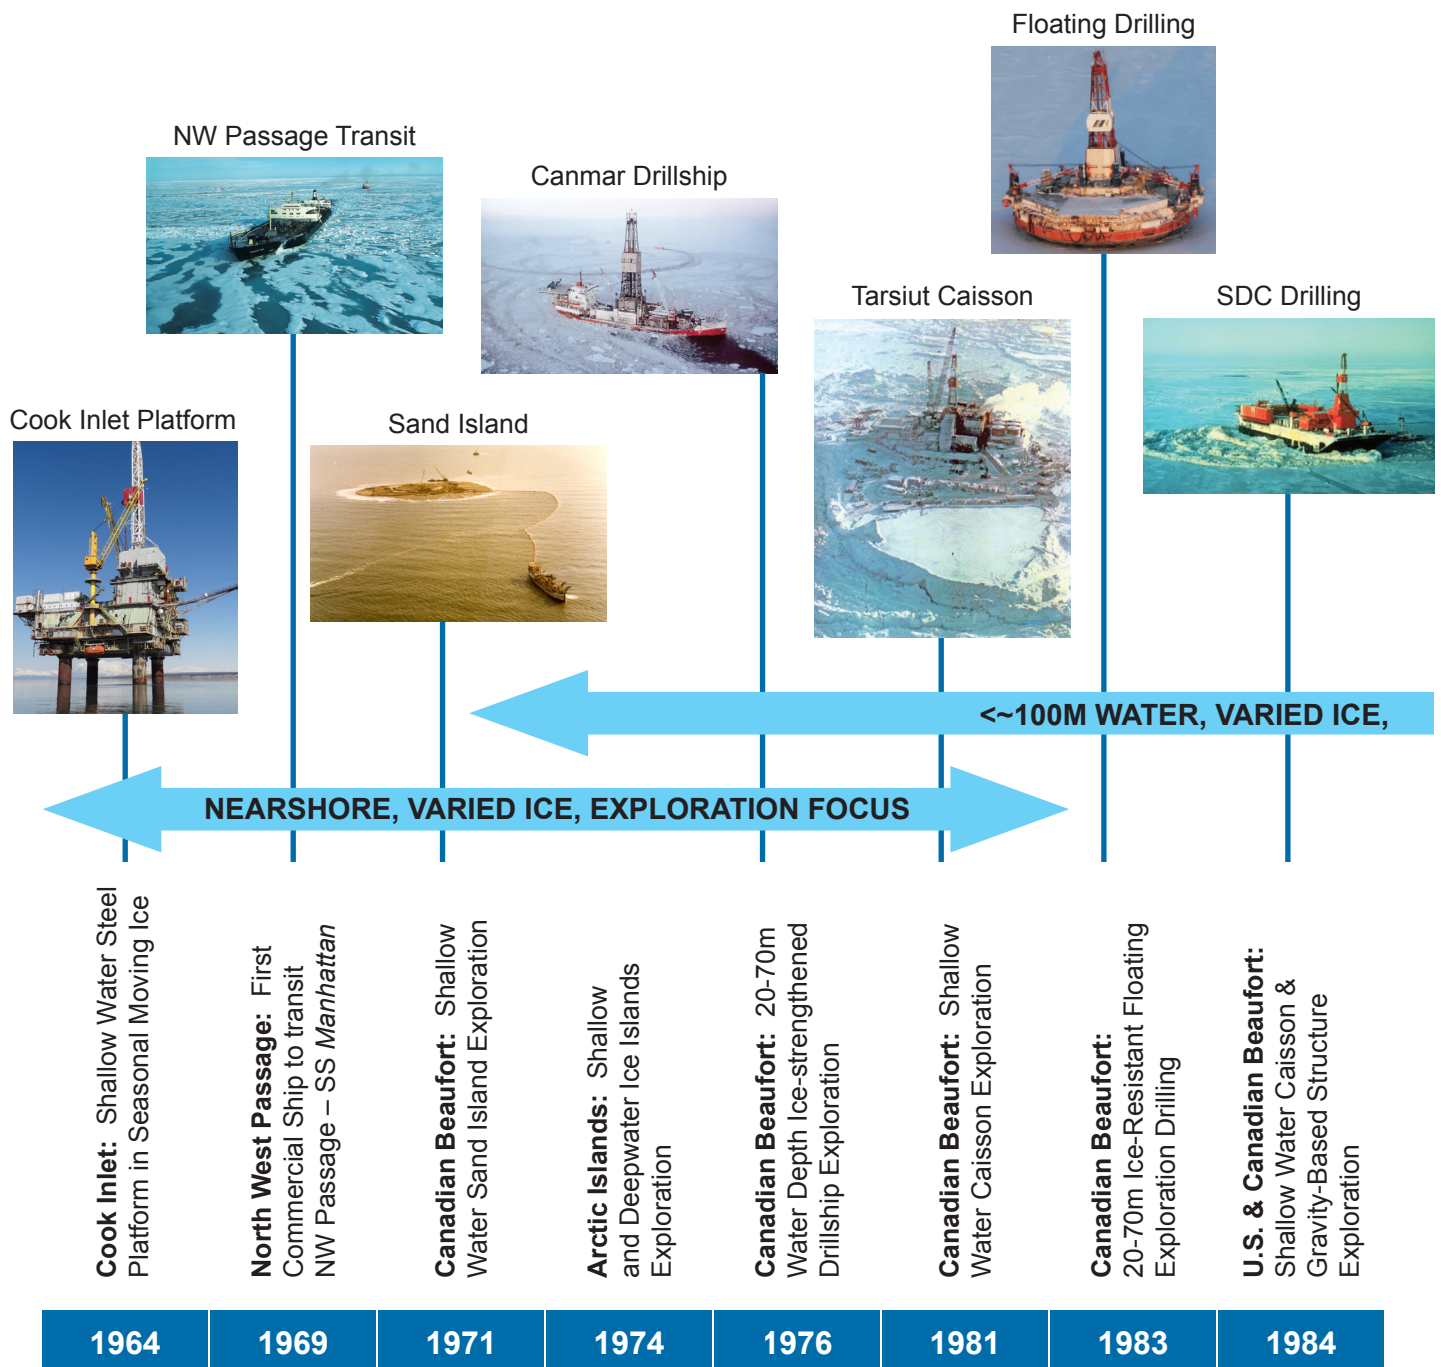 Floating Drilling
NW Passage Transit
Canmar Drillship
Tarsiut Caisson
SDC Drilling
Cook Inlet Platform
Sand Island
<~100M WATER, VARIED ICE,
NEARSHORE, VARIED ICE, EXPLORATION FOCUS
Cook Inlet: Shallow Water Steel
Platform in Seasonal Moving Ice
North West Passage: First
Commercial Ship to transit
NW Passage – SS Manhattan
Canadian Beaufort: Shallow
Water Sand Island Exploration
Arctic Islands: Shallow
and Deepwater Ice Islands
Exploration
Canadian Beaufort: 20-70m
Water Depth Ice-strengthened
Drillship Exploration
Canadian Beaufort: Shallow
Water Caisson Exploration
Canadian Beaufort:
20-70m Ice-Resistant Floating
Exploration Drilling
U.S. & Canadian Beaufort:
Shallow Water Caisson &
Gravity-Based Structure
Exploration
1964
1969
1971
1974
1976
1981
1983
1984